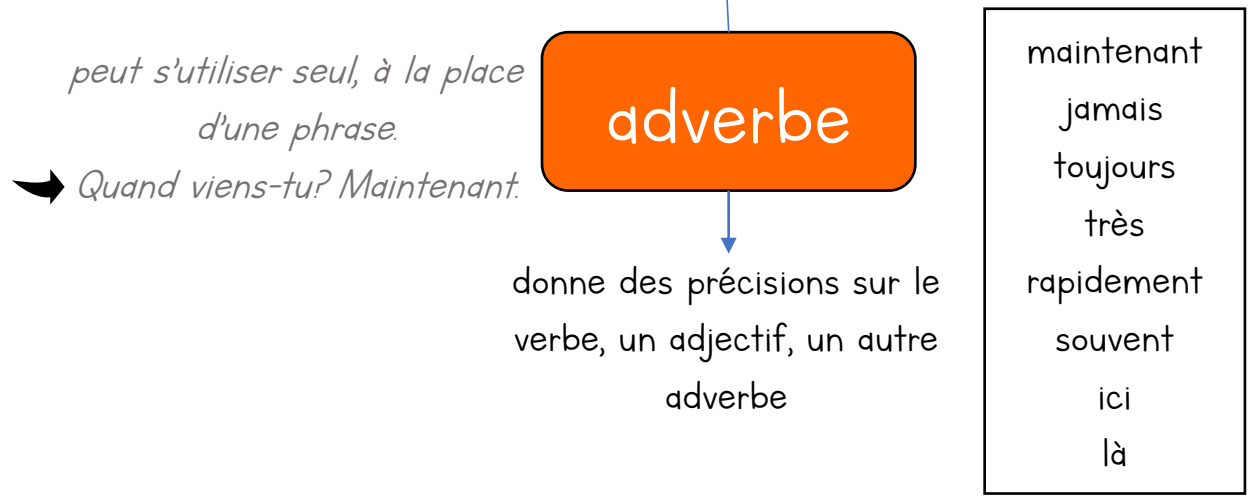 peut s'utiliser seul, à la place
d'une phrase.
Quand viens-tu? Maintenant.
adverbe
donne des précisions sur le
verbe, un adjectif, un autre
adverbe
maintenant
jamais
toujours
très
rapidement
souvent
ici
là